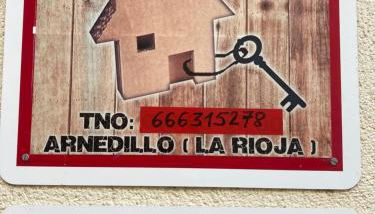 TNO: 666315278
ARNEDILLO ( LA RIOJA )